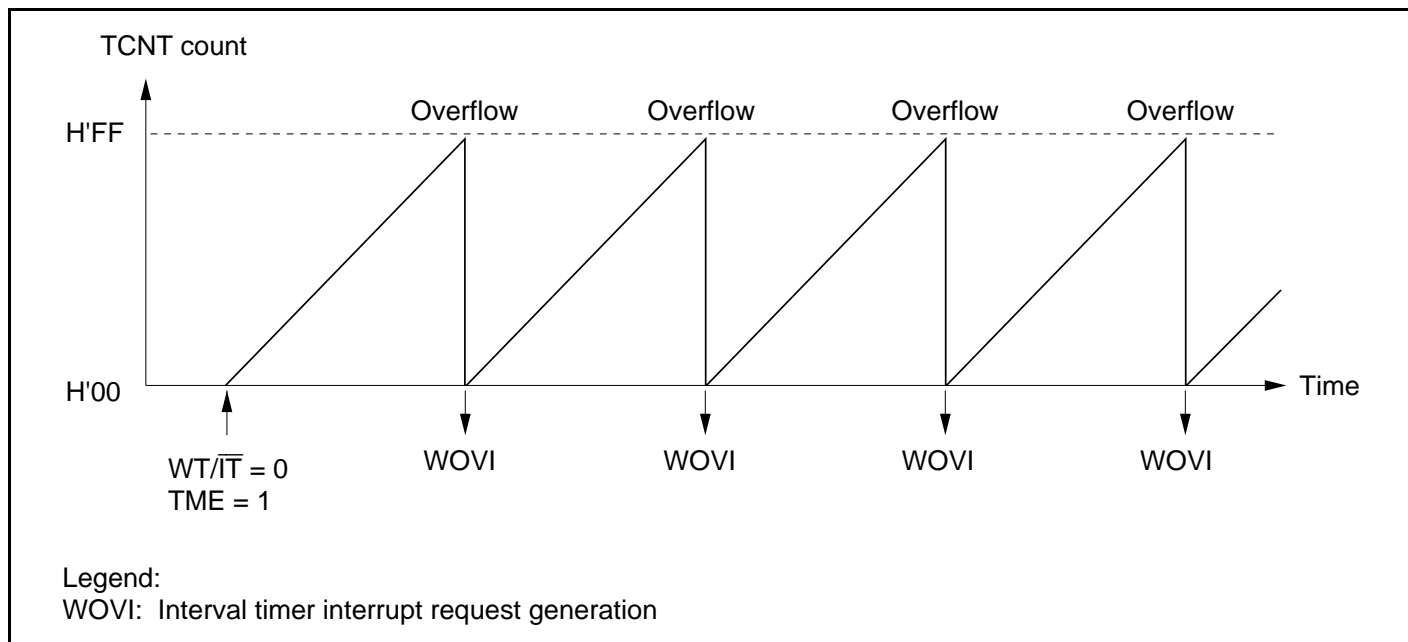 TCNT count
Overflow Overflow Overflow Overflow
H'FF
H'00
Time
WOVI WOVI WOVI WOVI
WT/I̅T̅ = 0
TME = 1
Legend:
WOVI: Interval timer interrupt request generation